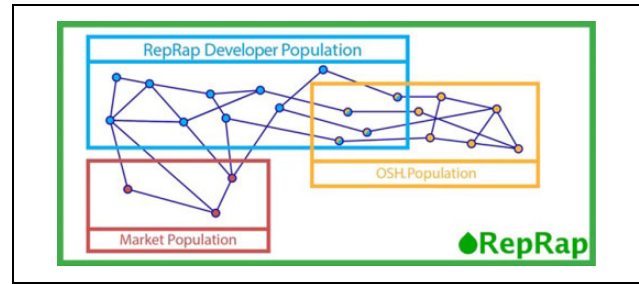 RepRap Developer Population
OSH.Population
Market Population
RepRap